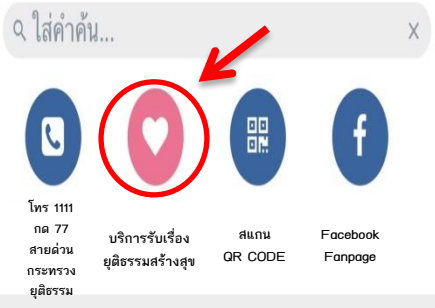 ใส่คำค้น...
โทร 1111
กด 77
สายด่วน
กระทรวง
ยุติธรรม
บริการรับเรื่อง
ยุติธรรมสร้างสุข
สแกน
QR CODE
Facebook
Fanpage